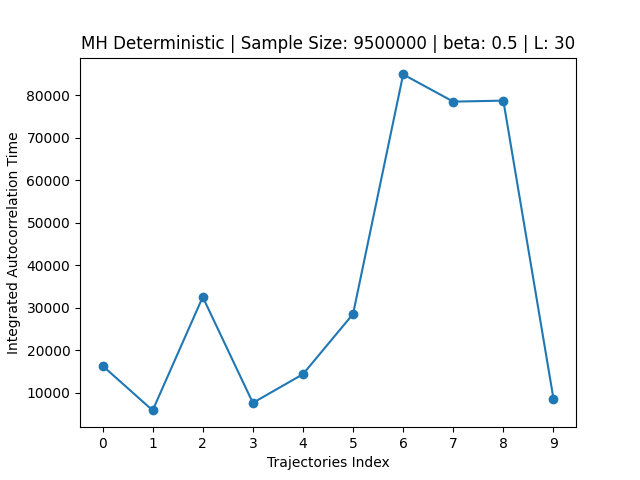 MH Deterministic | Sample Size: 9500000 | beta: 0.5 | L: 30
Integrated Autocorrelation Time
80000
70000
60000
50000
40000
30000
20000
10000
0 1 2 3 4 5 6 7 8 9
Trajectories Index